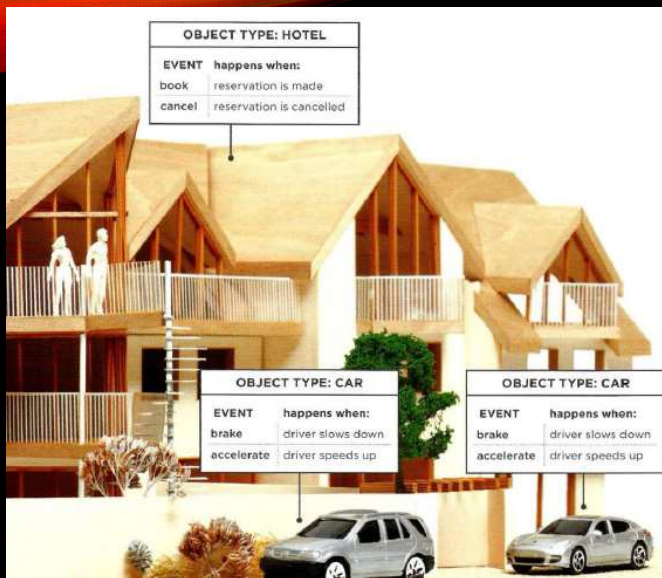 OBJECT TYPE: HOTEL
EVENT happens when:
book reservation is made
cancel reservation is cancelled
OBJECT TYPE: CAR
EVENT happens when:
brake driver slows down
accelerate driver speeds up
OBJECT TYPE: CAR
EVENT happens when:
brake driver slows down
accelerate driver speeds up